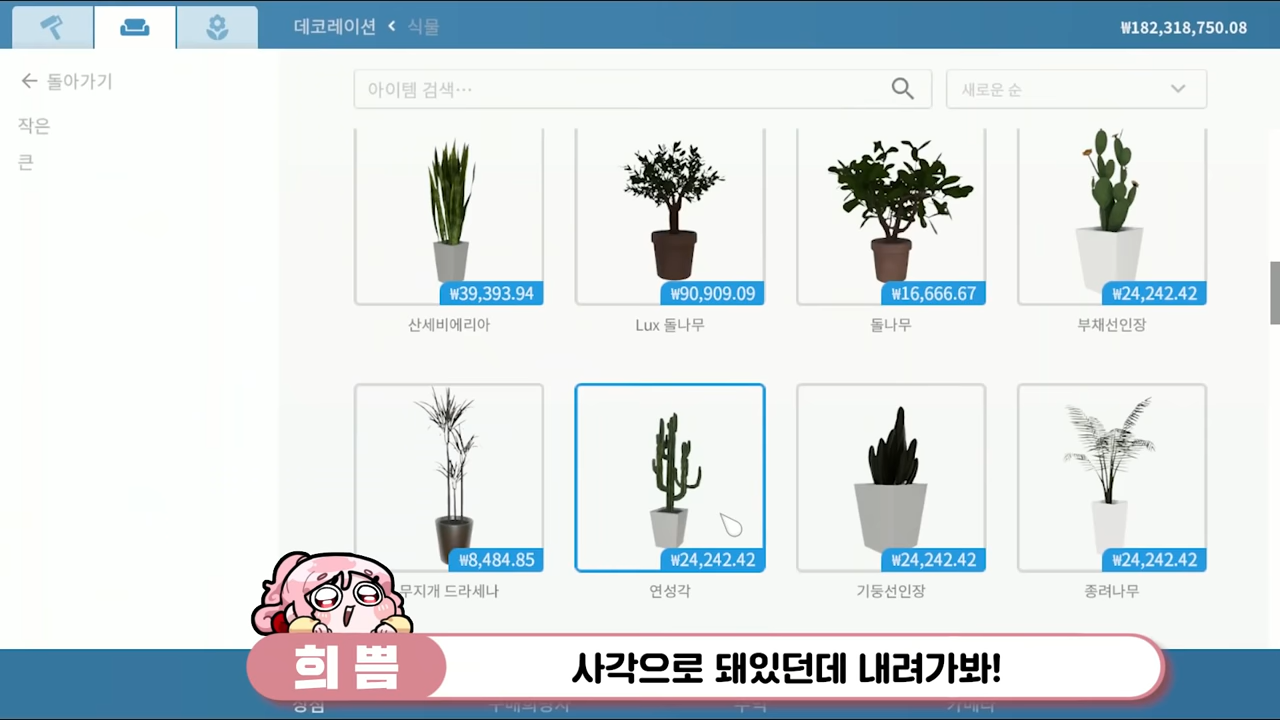 데코레이션 < 식물
₩182,318,750.08
← 돌아가기
작은
큰
아이템 검색...
새로운 순
₩39,393.94
₩90,909.09
₩16,666.67
₩24,242.42
산세비에리아
Lux 돌나무
돌나무
부채선인장
₩8,484.85
₩24,242.42
₩24,242.42
₩24,242.42
무지개 드라세나
연성각
기둥선인장
종려나무
희쁨
사각으로 돼있던데 내려가봐!